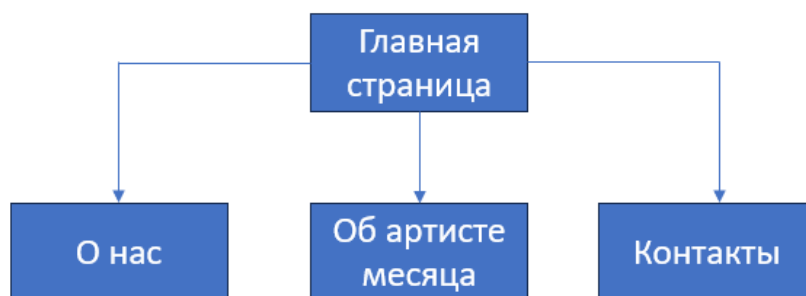 Главная
страница
О нас
Об артисте
месяца
Контакты